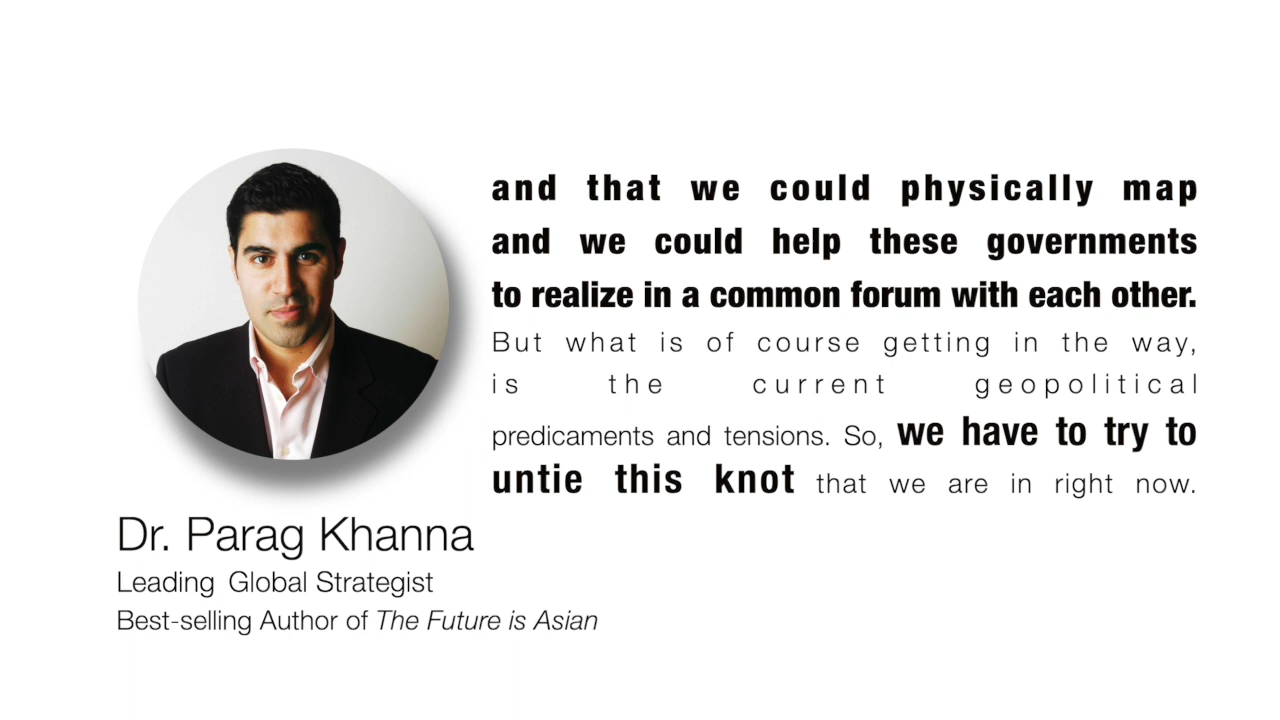 and that we could physically map
and we could help these governments
to realize in a common forum with each other.
But what is of course getting in the way,
is the current geopolitical
predicaments and tensions. So, we have to try to
untie this knot that we are in right now.
Dr. Parag Khanna
Leading Global Strategist
Best-selling Author of The Future is Asian